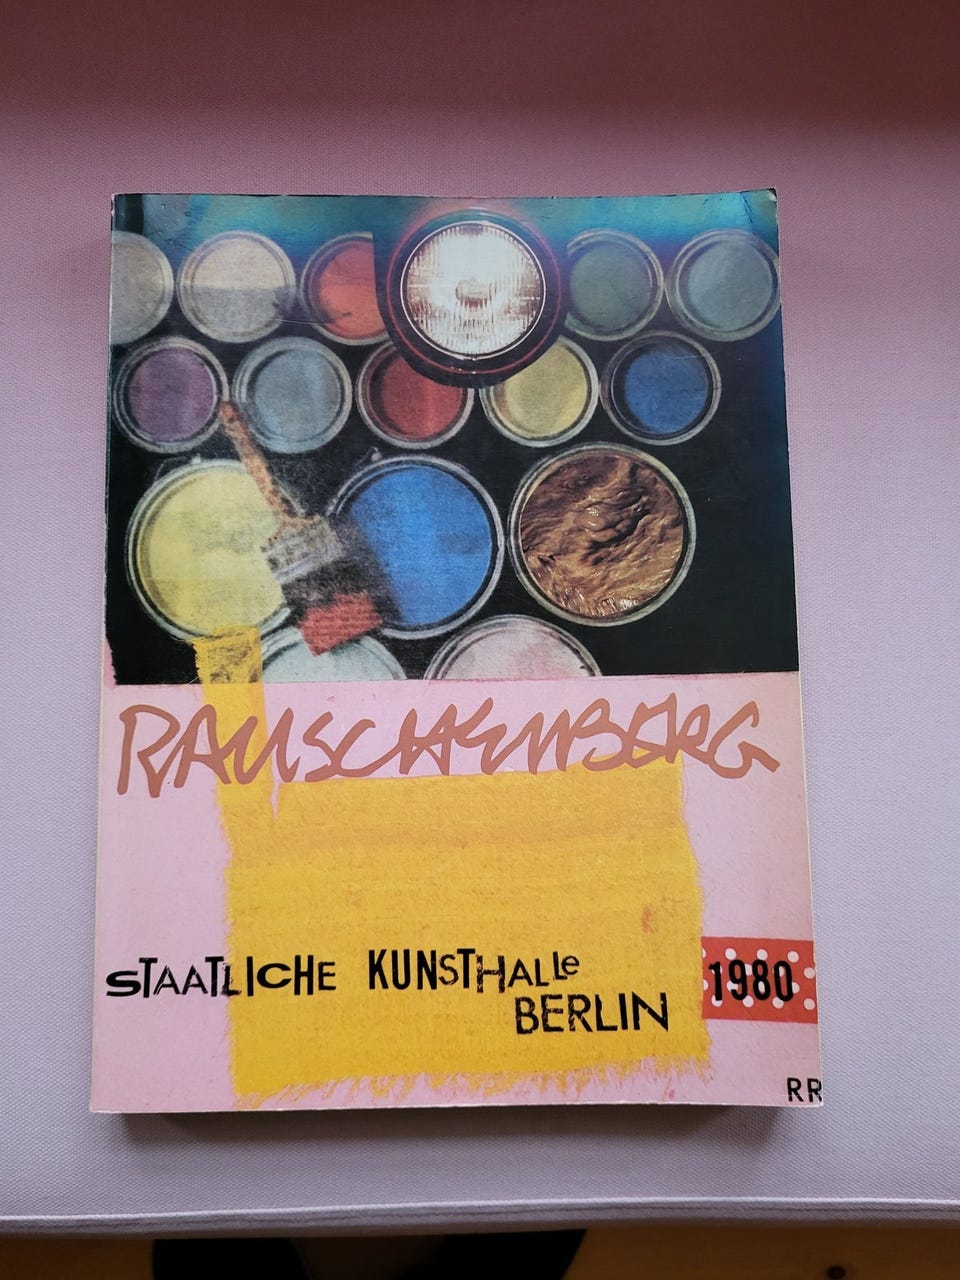 RAUSCHENBERG
STAATLICHE KUNSTHALLe
BERLIN
1980
RR